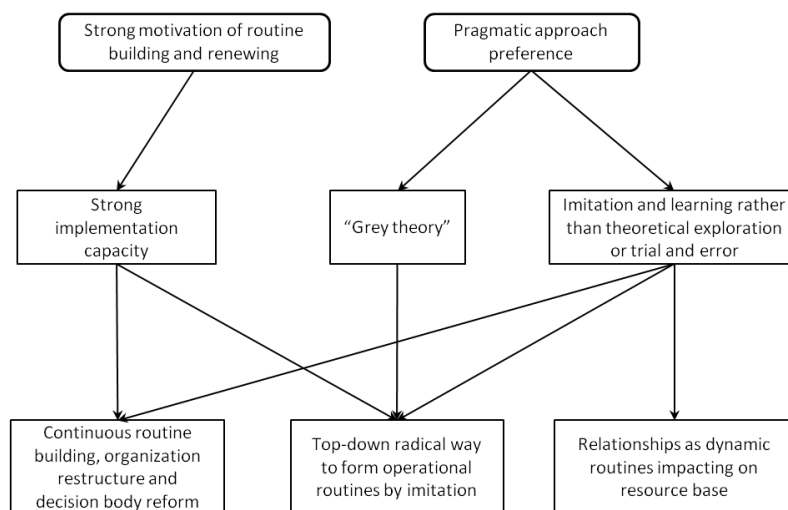 Strong motivation of routine
building and renewing
Pragmatic approach
preference
Strong
implementation
capacity
“Grey theory”
Imitation and learning rather
than theoretical exploration
or trial and error
Continuous routine
building, organization
restructure and
decision body reform
Top-down radical way
to form operational
routines by imitation
Relationships as dynamic
routines impacting on
resource base